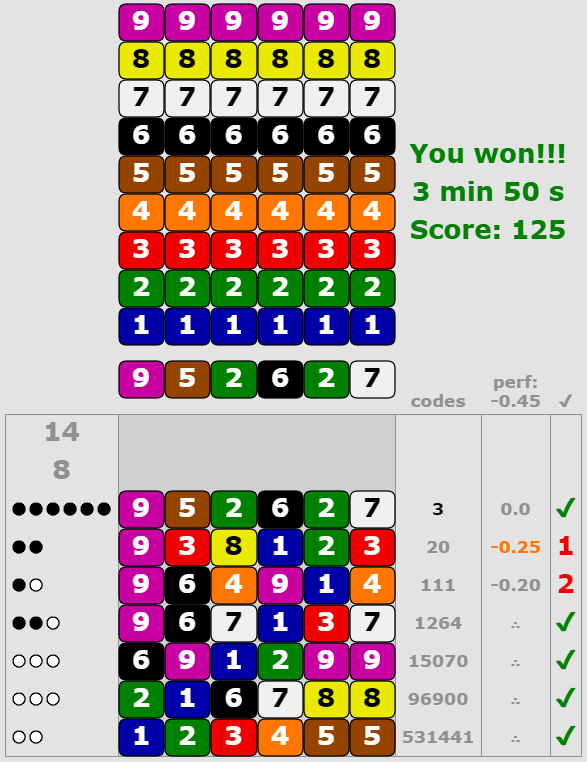 9 9 9 9 9 9
8 8 8 8 8 8
7 7 7 7 7 7
6 6 6 6 6 6
You won!!!
5 5 5 5 5 5
3 min 50 s
4 4 4 4 4 4
Score: 125
3 3 3 3 3 3
2 2 2 2 2 2
1 1 1 1 1 1
9 5 2 6 2 7
perf:
codes -0.45 ✓
14
8
9 5 2 6 2 7 3 0.0 ✓
9 3 8 1 2 3 20 -0.25 1
9 6 4 9 1 4 111 -0.20 2
9 6 7 1 3 7 1264 ∴ ✓
6 9 1 2 9 9 15070 ∴ ✓
2 1 6 7 8 8 96900 ∴ ✓
1 2 3 4 5 5 531441 ∴ ✓